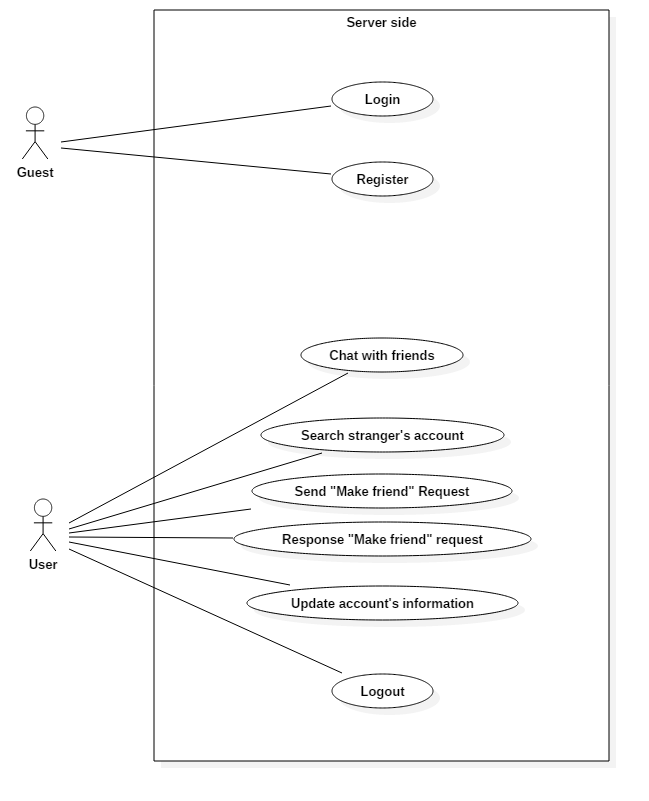 Server side
Login
Guest
Register
Chat with friends
Search stranger's account
Send "Make friend" Request
Response "Make friend" request
User
Update account's information
Logout